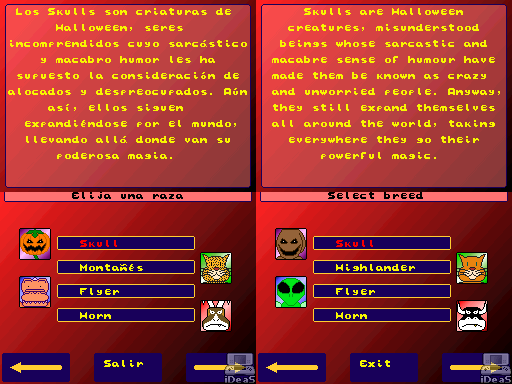 Los Skulls son criaturas de
Halloween, seres
incomprendidos cuyo sarcástico
y macabro humor les ha
supuesto la consideración de
alocados y despreocupados. Aún
así, ellos siguen
expandiéndose por el mundo,
llevando allá donde van su
poderosa magia.
Elija una raza
Skull
Montañés
Flyer
Horn
Salir
iDeaS
Skulls are Halloween
creatures, misunderstood
beings whose sarcastic and
macabre sense of humour have
made them be known as crazy
and unworried people. Anyway,
they still expand themselves
all around the world, taking
everywhere they go their
powerful magic.
Select breed
Skull
Highlander
Flyer
Horn
Exit
iDeaS